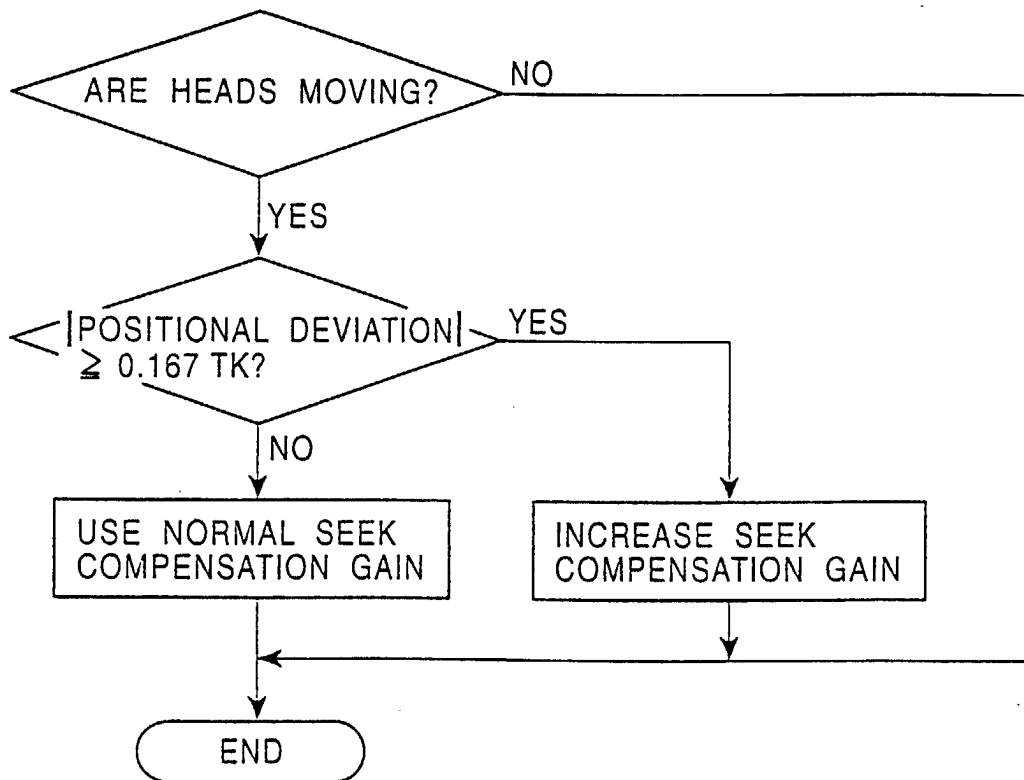 ARE HEADS MOVING?
NO
YES
|POSITIONAL DEVIATION|
≧ 0.167 TK?
YES
NO
USE NORMAL SEEK
COMPENSATION GAIN
INCREASE SEEK
COMPENSATION GAIN
END